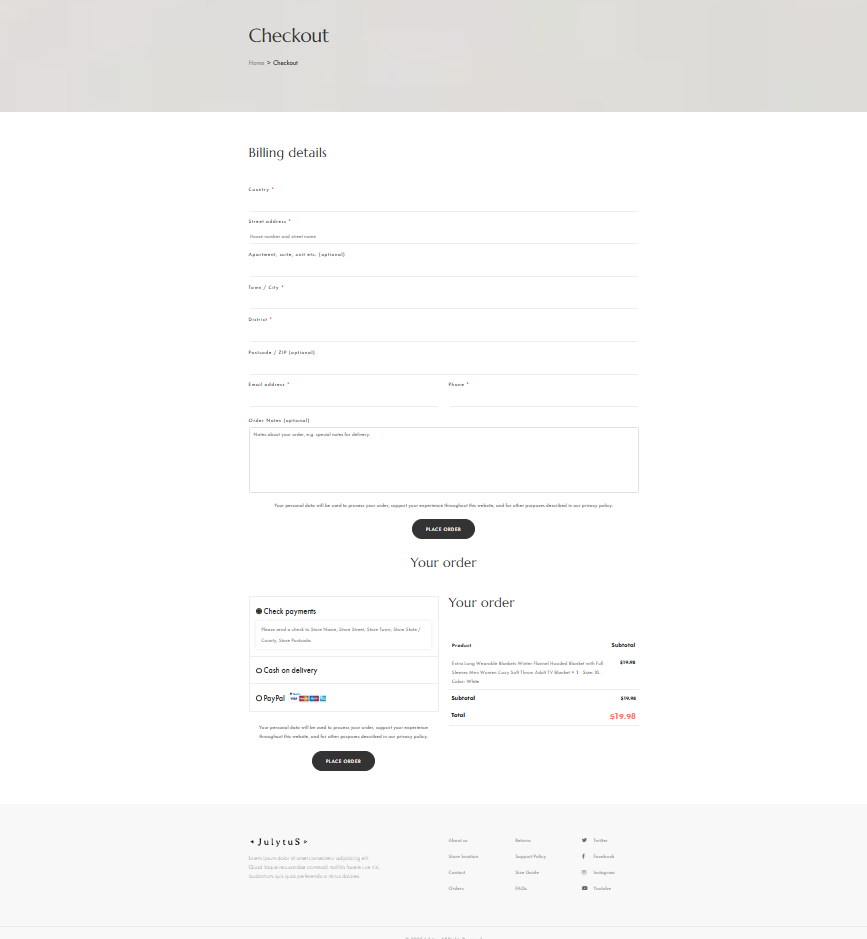 Checkout
Home > Checkout
Billing details
Country *
Street address *
House number and street name
Apartment, suite, unit etc. (optional)
Town / City *
District *
Postcode / ZIP (optional)
Email address *
Phone *
Order Notes (optional)
Notes about your order, e.g. special notes for delivery.
Your personal data will be used to process your order, support your experience throughout this website, and for other purposes described in our privacy policy.
PLACE ORDER
Your order
Check payments
Please send a check to Store Name, Store Street, Store Town, Store State /
County, Store Postcode.
Cash on delivery
PayPal
Your personal data will be used to process your order, support your experience
throughout this website, and for other purposes described in our privacy policy.
PLACE ORDER
Your order
Product Subtotal
Extra Long Wearable Blankets Winter Flannel Hooded Blanket with Full $19.98
Sleeves Men Women Cozy Soft Throw Adult TV Blanket × 1 · Size: XL ·
Color: White
Subtotal $19.98
Total $19.98
JulytuS
Lorem ipsum dolor sit amet consectetur adipisicing elit.
Quod itaque recusandae commodi mollitia facere iure nisi,
laudantium quis quas perferendis a minus dolores.
About us
Store location
Contact
Orders
Returns
Support Policy
Size Guide
FAQs
Twitter
Facebook
Instagram
Youtube